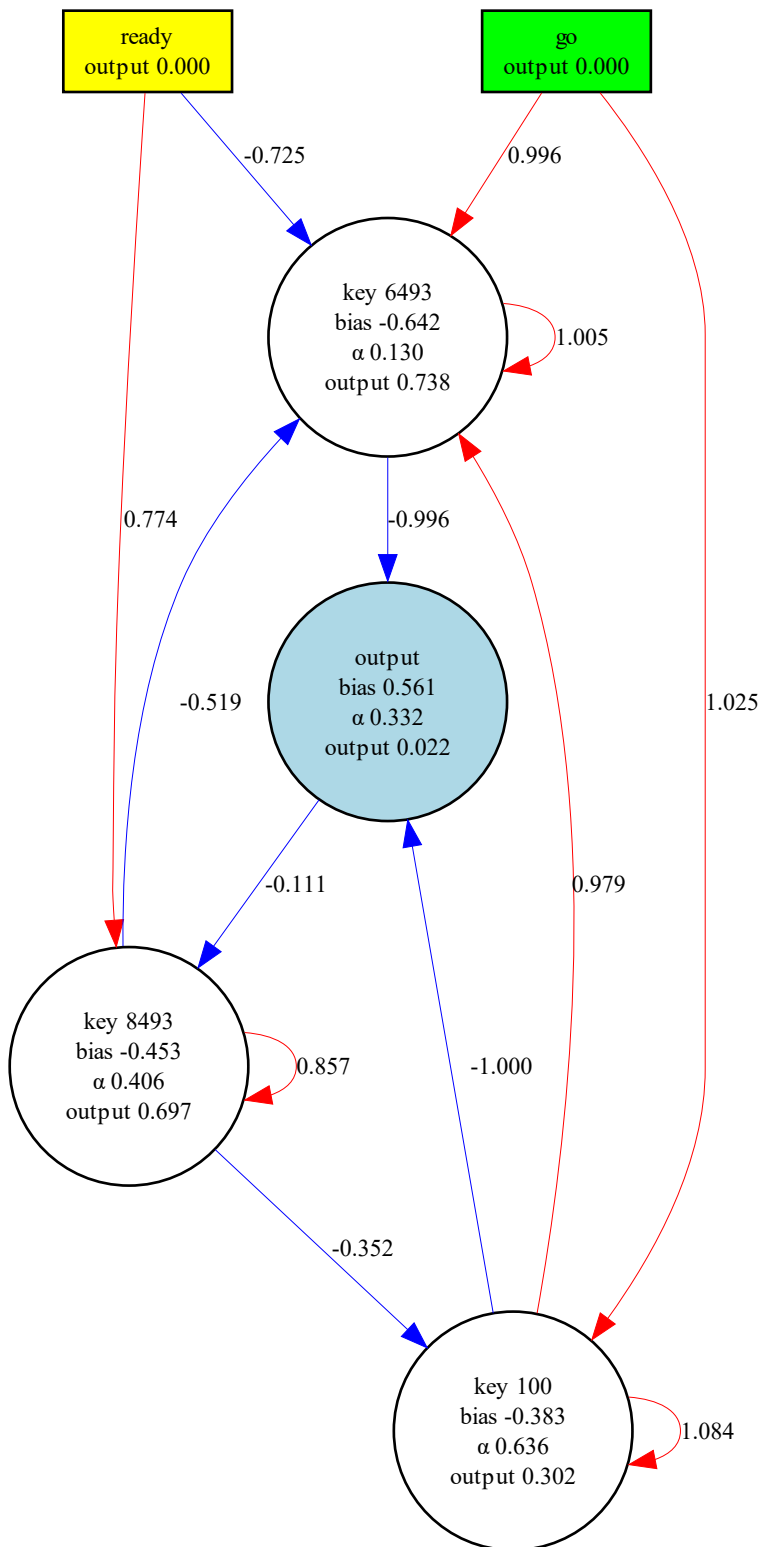 ready
output 0.000
go
output 0.000
-0.725
0.996
key 6493
bias -0.642
α 0.130
output 0.738
1.005
0.774
-0.996
-0.519
output
bias 0.561
α 0.332
output 0.022
1.025
-0.111
0.979
key 8493
bias -0.453
α 0.406
output 0.697
0.857
-1.000
-0.352
key 100
bias -0.383
α 0.636
output 0.302
1.084